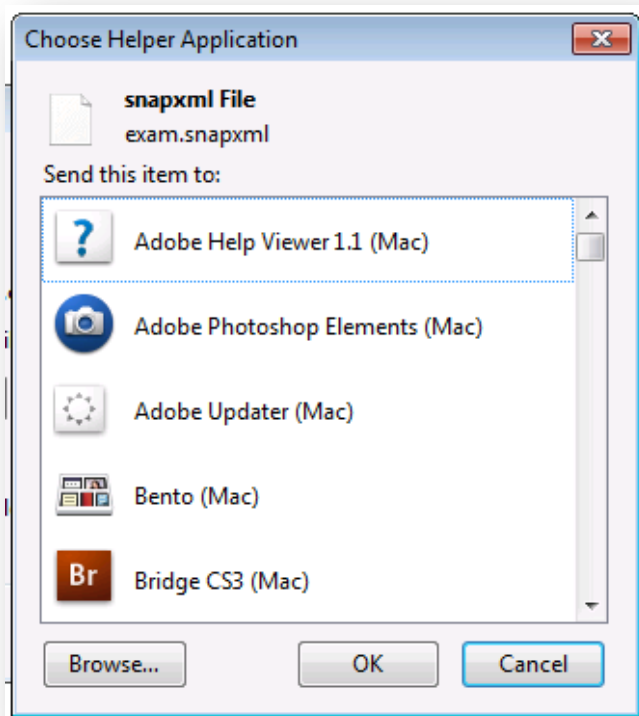 Choose Helper Application
snapxml File
exam.snapxml
Send this item to:
?
Adobe Help Viewer 1.1 (Mac)
Adobe Photoshop Elements (Mac)
Adobe Updater (Mac)
Bento (Mac)
Br
Bridge CS3 (Mac)
Browse...
OK
Cancel